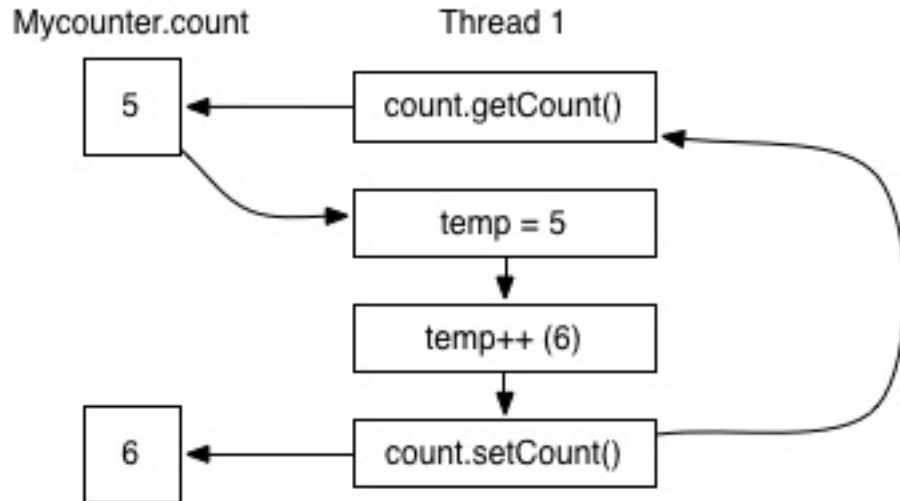 Mycounter.count
Thread 1
5
count.getCount()
temp = 5
temp++ (6)
6
count.setCount()